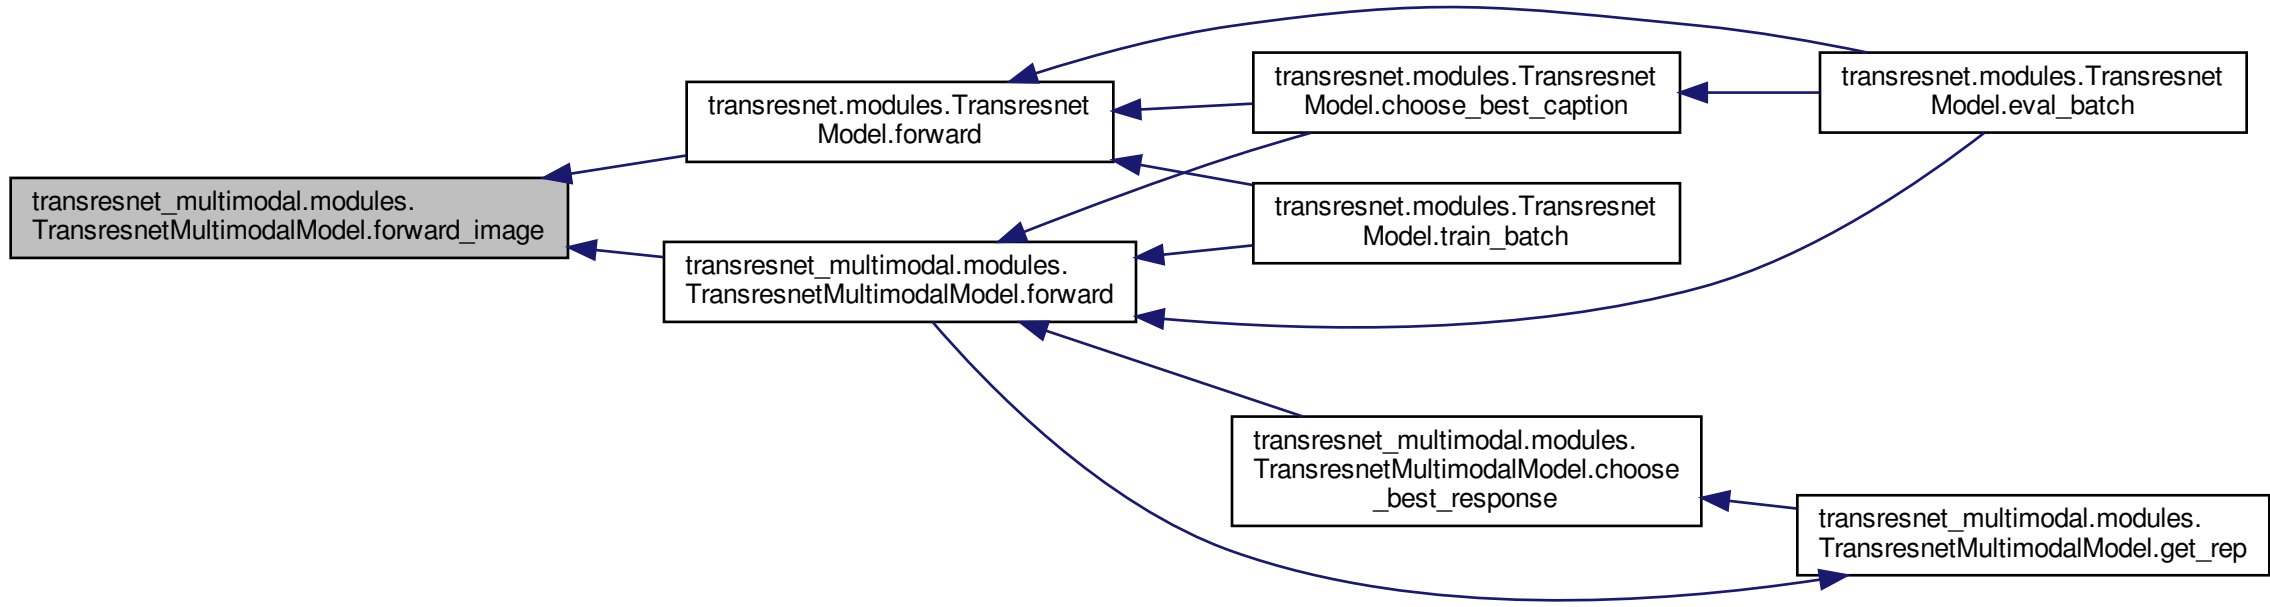 transresnet_multimodal.modules.
TransresnetMultimodalModel.forward_image
transresnet.modules.Transresnet
Model.forward
transresnet_multimodal.modules.
TransresnetMultimodalModel.forward
transresnet.modules.Transresnet
Model.choose_best_caption
transresnet.modules.Transresnet
Model.train_batch
transresnet_multimodal.modules.
TransresnetMultimodalModel.choose
_best_response
transresnet.modules.Transresnet
Model.eval_batch
transresnet_multimodal.modules.
TransresnetMultimodalModel.get_rep